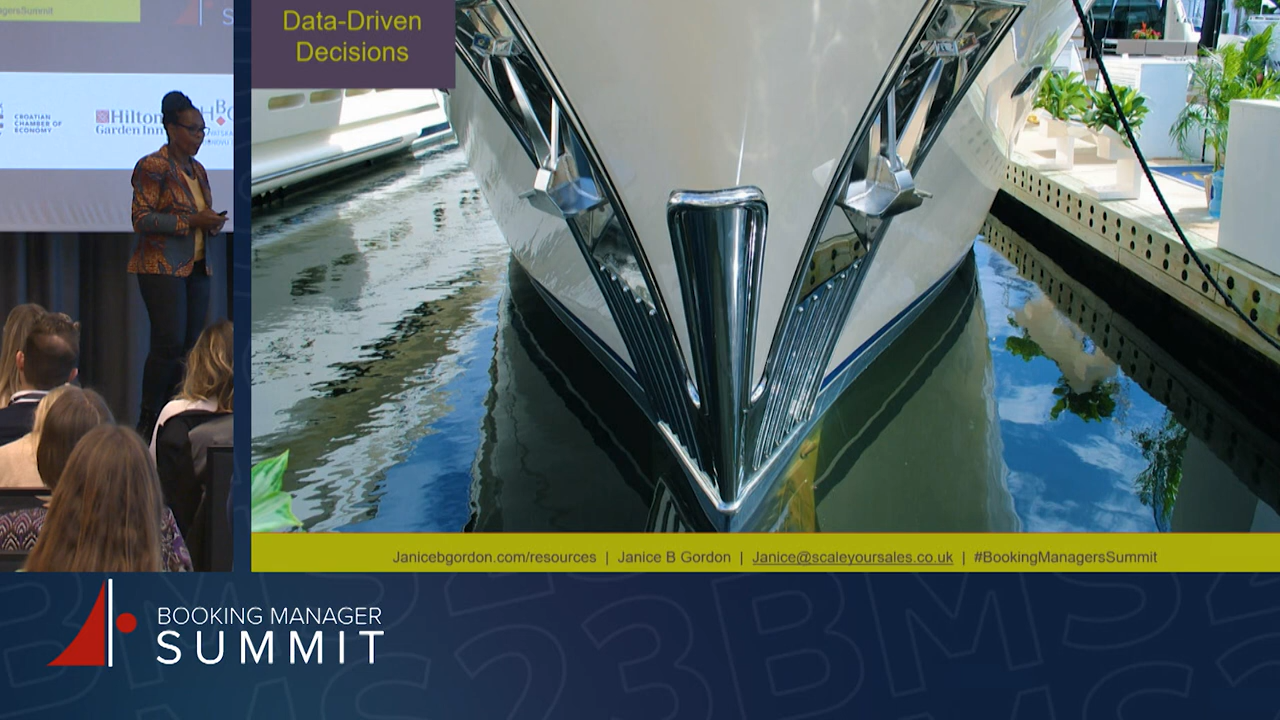 Data-Driven
Decisions
CROATIAN
CHAMBER OF
ECONOMY
Hilton
Garden Inn
Janicebgordon.com/resources | Janice B Gordon | Janice@scaleyoursales.co.uk | #BookingManagersSummit
BOOKING MANAGER
SUMMIT
BMS23BMS2